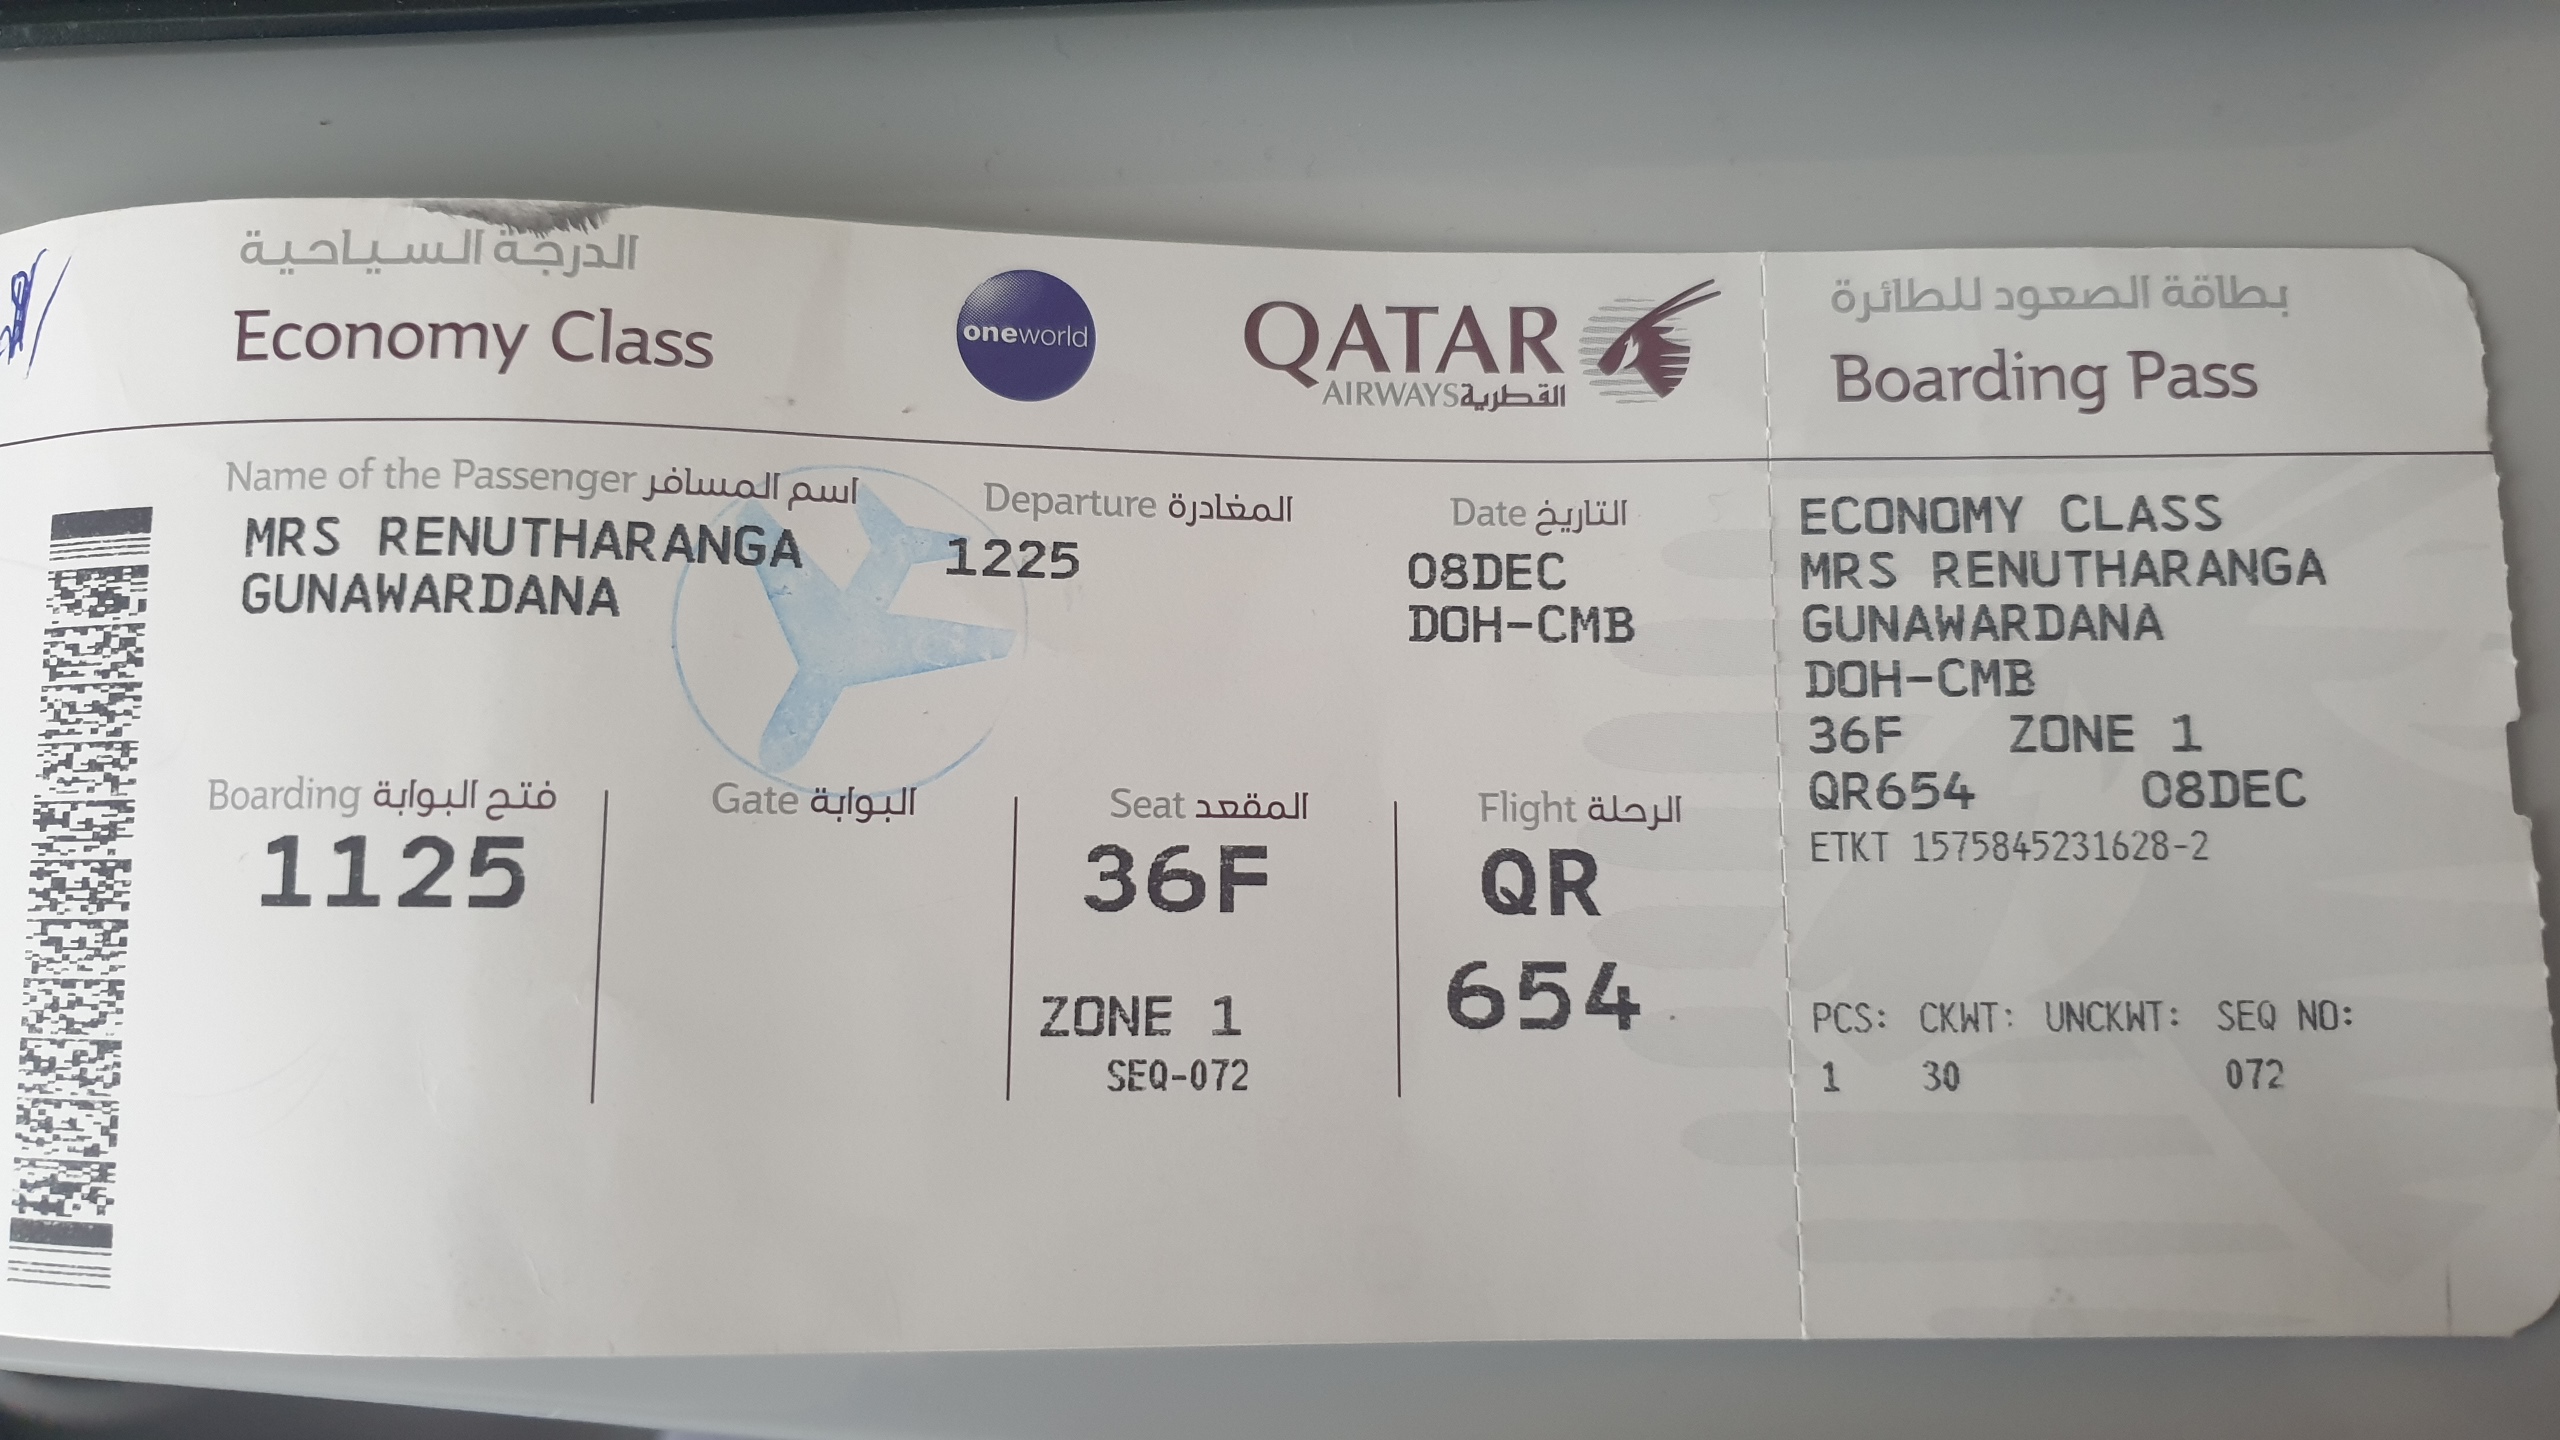 الدرجة السياحية
Economy Class
oneworld
QATAR
AIRWAYS القطرية
بطاقة الصعود للطائرة
Boarding Pass
Name of the Passenger اسم المسافر
MRS RENUTHARANGA
GUNAWARDANA
Departure المغادرة
1225
Date التاريخ
08DEC
DOH-CMB
Boarding فتح البوابة
1125
Gate البوابة
Seat المقعد
36F
ZONE 1
SEQ-072
Flight الرحلة
QR
654
ECONOMY CLASS
MRS RENUTHARANGA
GUNAWARDANA
DOH-CMB
36F ZONE 1
QR654 08DEC
ETKT 1575845231628-2
PCS: CKWT: UNCKWT: SEQ NO:
1 30 072